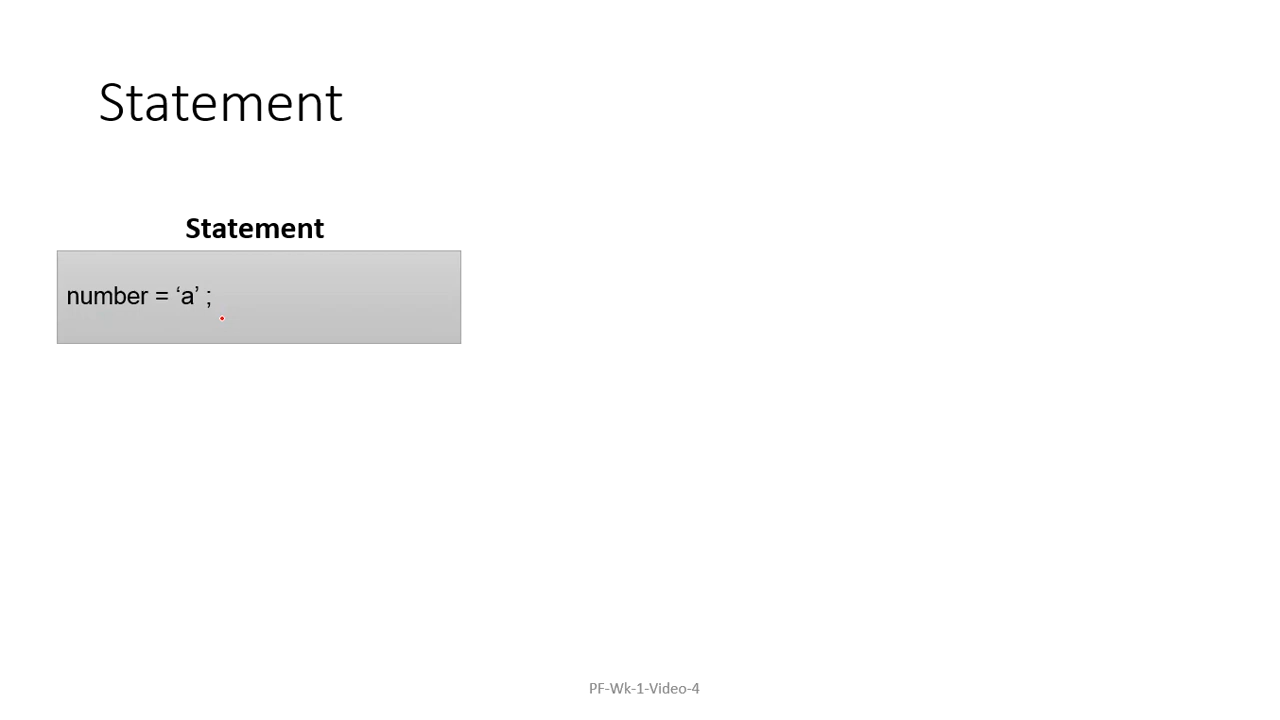 Statement
Statement
number = ‘a’ ;
PF-Wk-1-Video-4